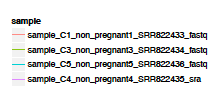 sample
sample_C1_non_pregnant1_SRR822433_fastq
sample_C3_non_pregnant3_SRR822434_fastq
sample_C5_non_pregnant5_SRR822436_fastq
sample_C4_non_pregnant4_SRR822435_sra